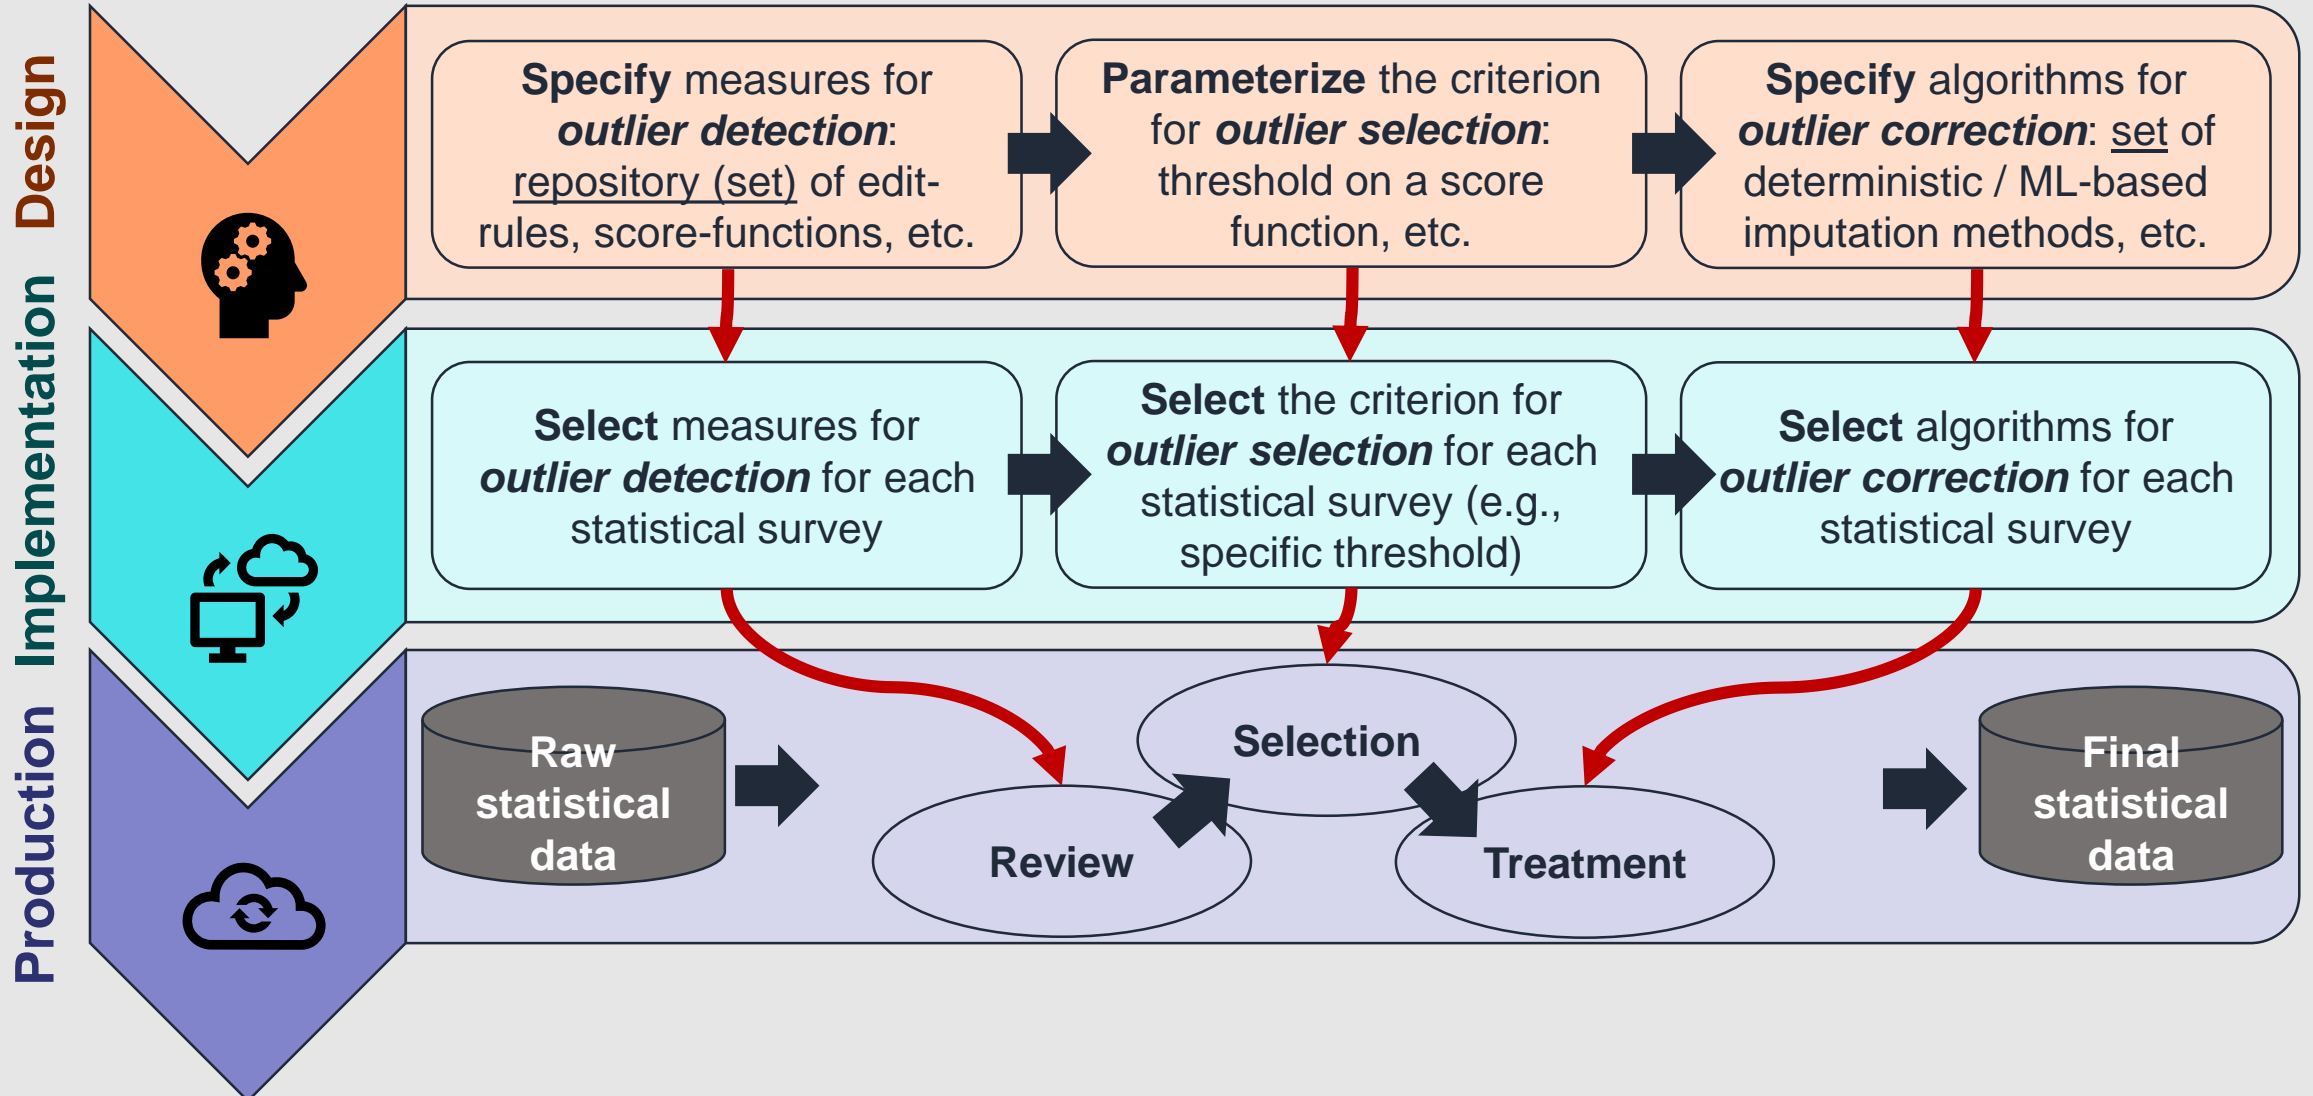 Design
Specify measures for
outlier detection:
repository (set) of edit-
rules, score-functions, etc.
Parameterize the criterion
for outlier selection:
threshold on a score
function, etc.
Specify algorithms for
outlier correction: set of
deterministic / ML-based
imputation methods, etc.
Implementation
Select measures for
outlier detection for each
statistical survey
Select the criterion for
outlier selection for each
statistical survey (e.g.,
specific threshold)
Select algorithms for
outlier correction for each
statistical survey
Production
Raw
statistical
data
Review
Selection
Treatment
Final
statistical
data